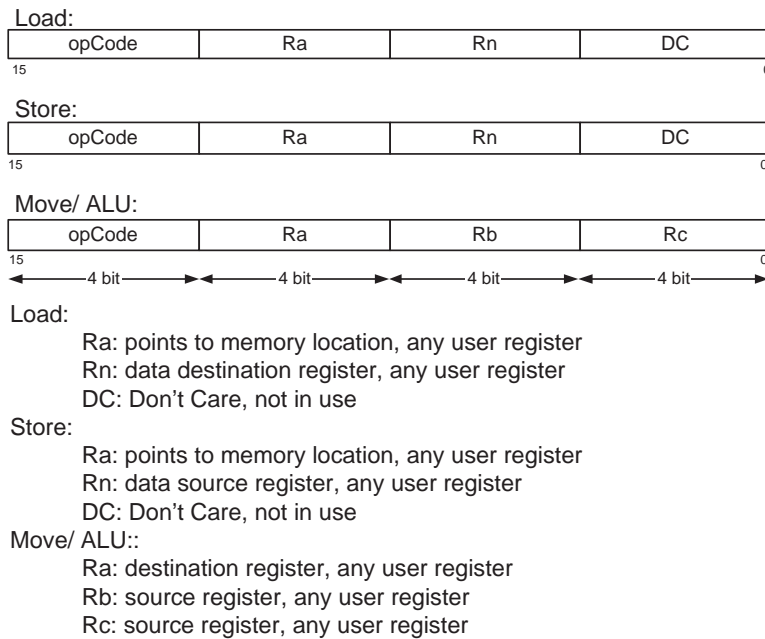 Load:
opCode Ra Rn DC
15
Store:
opCode Ra Rn DC
15 0
Move/ ALU:
opCode Ra Rb Rc
15 0
4 bit 4 bit 4 bit 4 bit
Load:
Ra: points to memory location, any user register
Rn: data destination register, any user register
DC: Don't Care, not in use
Store:
Ra: points to memory location, any user register
Rn: data source register, any user register
DC: Don't Care, not in use
Move/ ALU::
Ra: destination register, any user register
Rb: source register, any user register
Rc: source register, any user register